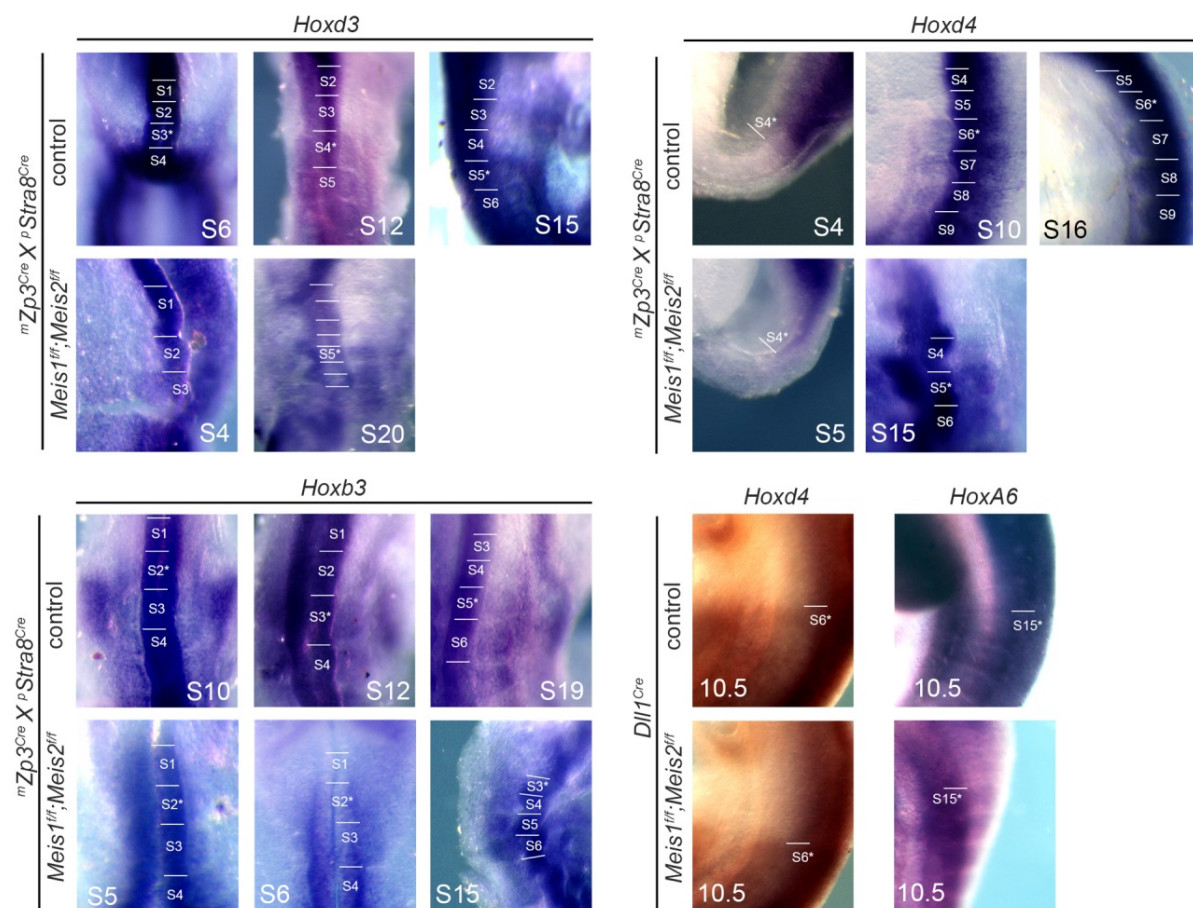 Hoxd3
mZp3Cre X pStra8Cre
control
S1
S2
S3*
S4
S6
S2
S3
S4*
S5
S12
S2
S3
S4
S5*
S6
S15
Meis1f/f;Meis2f/f
S1
S2
S3
S4
S5*
S20
Hoxd4
mZp3Cre X pStra8Cre
control
S4*
S4
S4
S5
S6*
S7
S8
S9
S10
S5
S6*
S7
S8
S9
S16
Meis1f/f;Meis2f/f
S4*
S5
S4
S5*
S6
S15
Hoxb3
mZp3Cre X pStra8Cre
control
S1
S2*
S3
S4
S10
S1
S2
S3*
S4
S12
S3
S4
S5*
S6
S19
Meis1f/f;Meis2f/f
S1
S2*
S3
S4
S5
S1
S2*
S3
S4
S6
S3*
S4
S5
S6
S15
Hoxd4
HoxA6
Dll1Cre
control
S6*
10.5
S15*
10.5
Meis1f/f;Meis2f/f
S6*
10.5
S15*
10.5